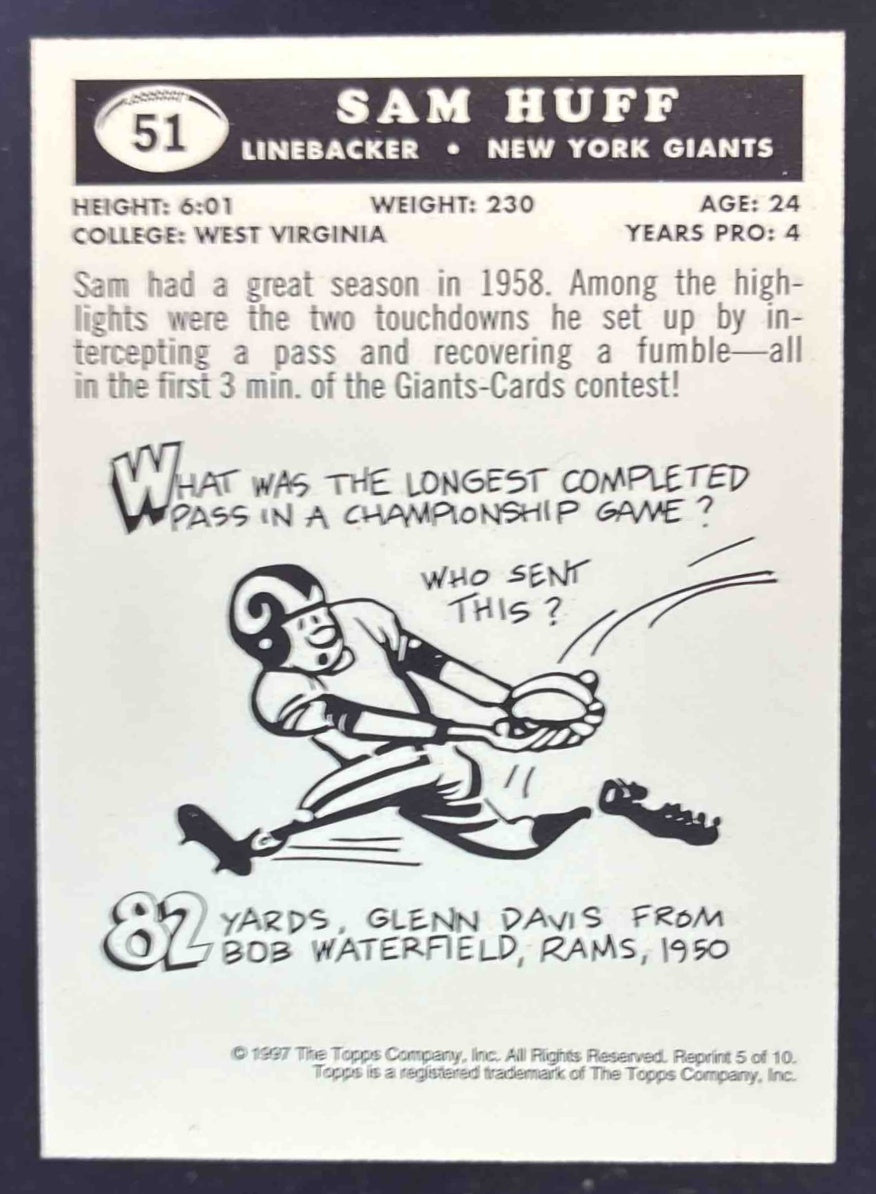 51
SAM HUFF
LINEBACKER • NEW YORK GIANTS
HEIGHT: 6:01 WEIGHT: 230 AGE: 24
COLLEGE: WEST VIRGINIA YEARS PRO: 4
Sam had a great season in 1958. Among the high-
lights were the two touchdowns he set up by in-
tercepting a pass and recovering a fumble—all
in the first 3 min. of the Giants-Cards contest!
WHAT WAS THE LONGEST COMPLETED
PASS IN A CHAMPIONSHIP GAME?
WHO SENT
THIS?
82 YARDS, GLENN DAVIS FROM
BOB WATERFIELD, RAMS, 1950
© 1997 The Topps Company, Inc. All Rights Reserved. Reprint 5 of 10.
Topps is a registered trademark of The Topps Company, Inc.